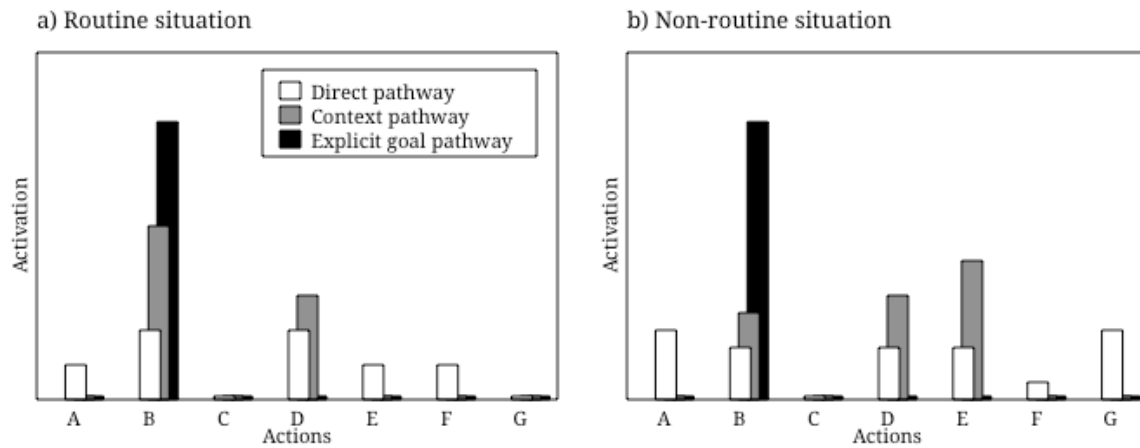 a) Routine situation
b) Non-routine situation
Direct pathway
Context pathway
Explicit goal pathway
Activation
A B C D E F G
Actions
Activation
A B C D E F G
Actions